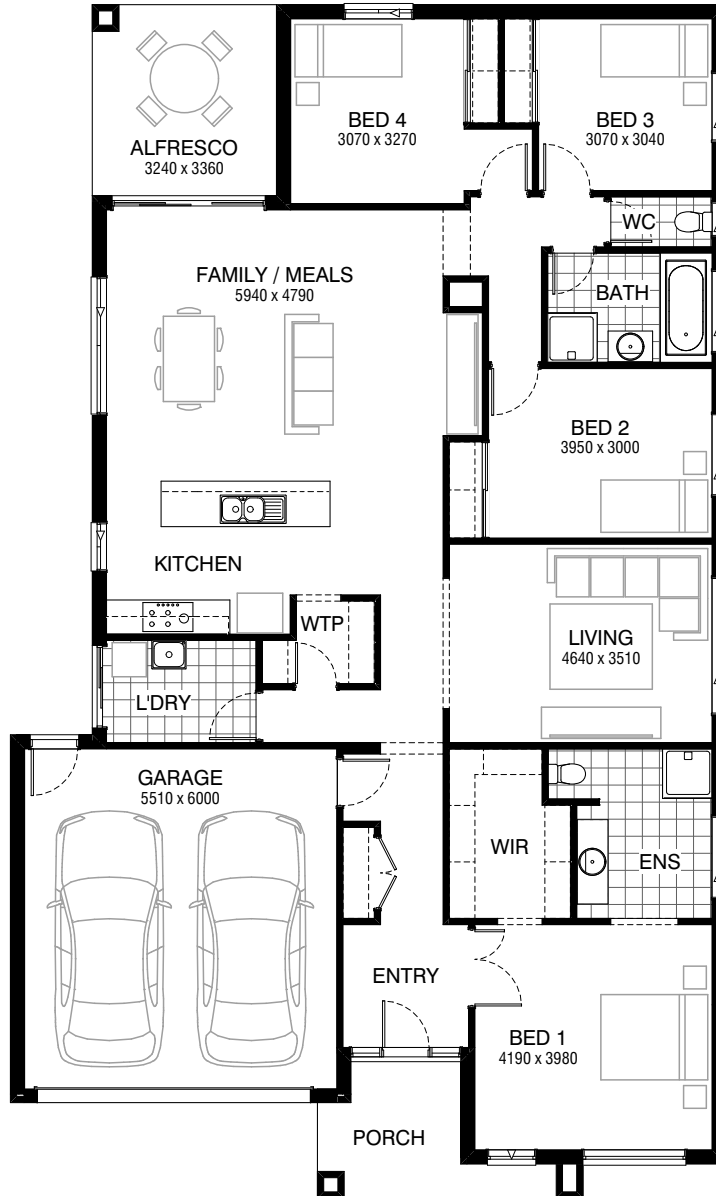 BED 4
3070 x 3270
BED 3
3070 x 3040
ALFRESCO
3240 x 3360
WC
FAMILY / MEALS
5940 x 4790
BATH
BED 2
3950 x 3000
KITCHEN
WTP
LIVING
4640 x 3510
L'DRY
GARAGE
5510 x 6000
WIR
ENS
ENTRY
BED 1
4190 x 3980
PORCH